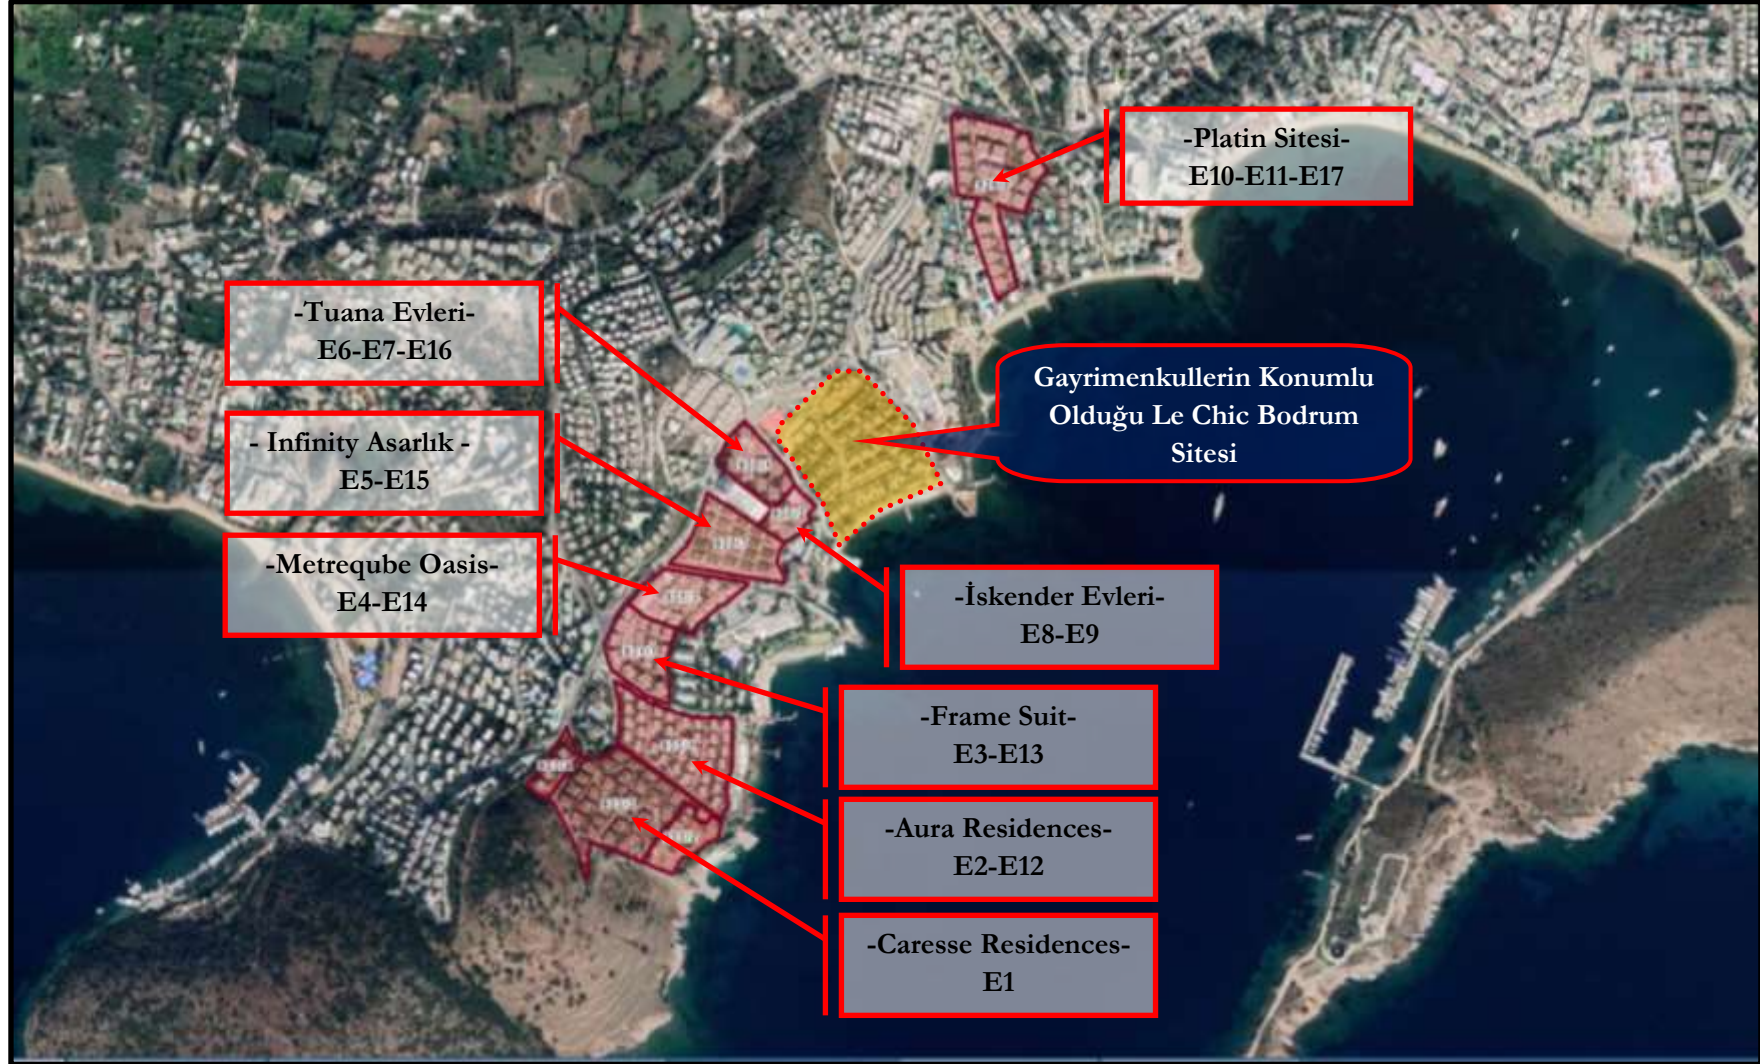 -Platin Sitesi-
E10-E11-E17
-Tuana Evleri-
E6-E7-E16
Gayrimenkullerin Konumlu
Olduğu Le Chic Bodrum
Sitesi
- Infinity Asarlık -
E5-E15
-Metreqube Oasis-
E4-E14
-İskender Evleri-
E8-E9
-Frame Suit-
E3-E13
-Aura Residences-
E2-E12
-Caresse Residences-
E1